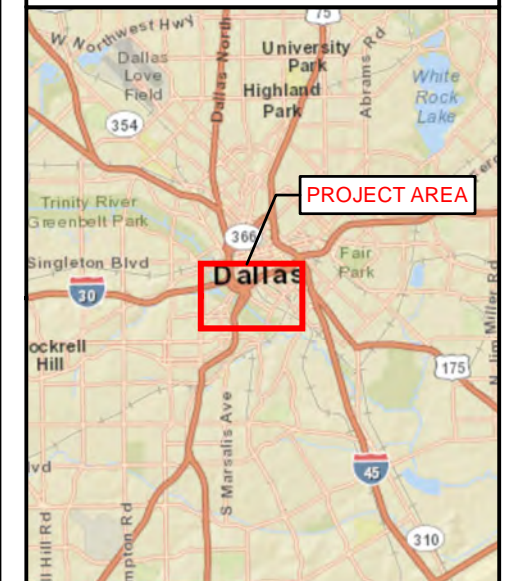 75
W Northwest Hwy
Dallas North
University
Park
Abrams Rd
Dallas
Love
Field
Highland
Park
White
Rock
Lake
354
PROJECT AREA
Trinity River
Greenbelt Park
366
Fair
Park
Singleton Blvd
Dallas
30
N Jim Miller Rd
ockrell
Hill
175
S Marsalis Ave
lvd
45
mpton Rd
ll Hill Rd
310